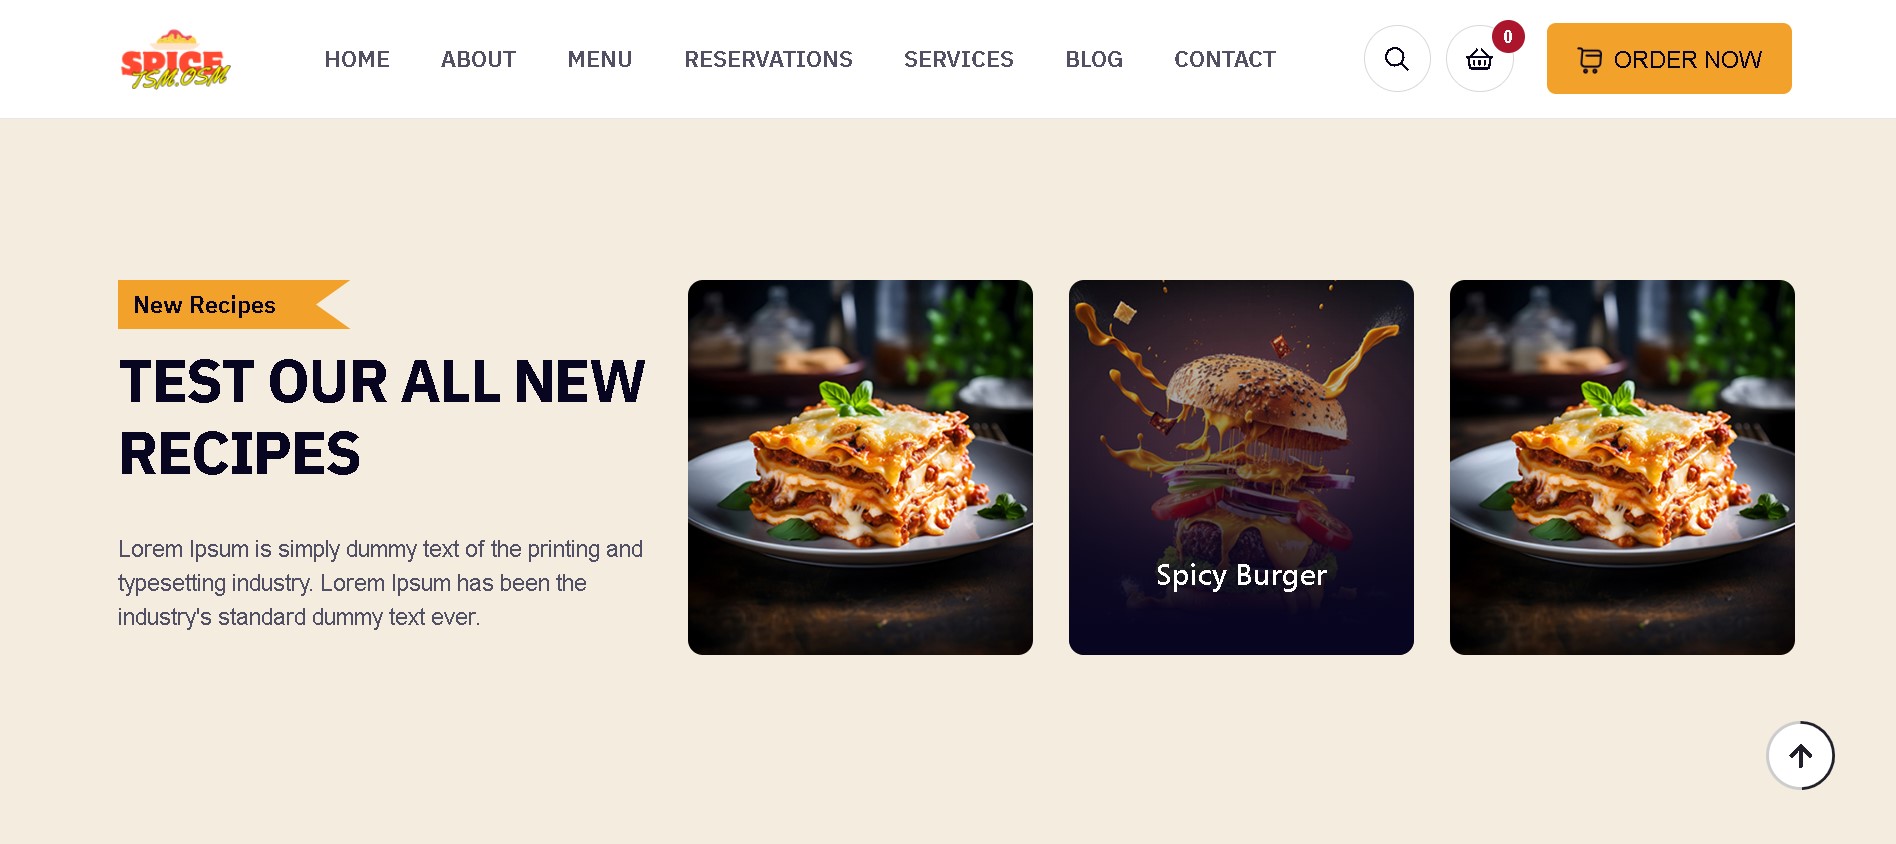 SPICE
TSM.OSM
HOME ABOUT MENU RESERVATIONS SERVICES BLOG CONTACT 0 ORDER NOW
New Recipes
TEST OUR ALL NEW
RECIPES
Lorem Ipsum is simply dummy text of the printing and
typesetting industry. Lorem Ipsum has been the
industry's standard dummy text ever.
Spicy Burger